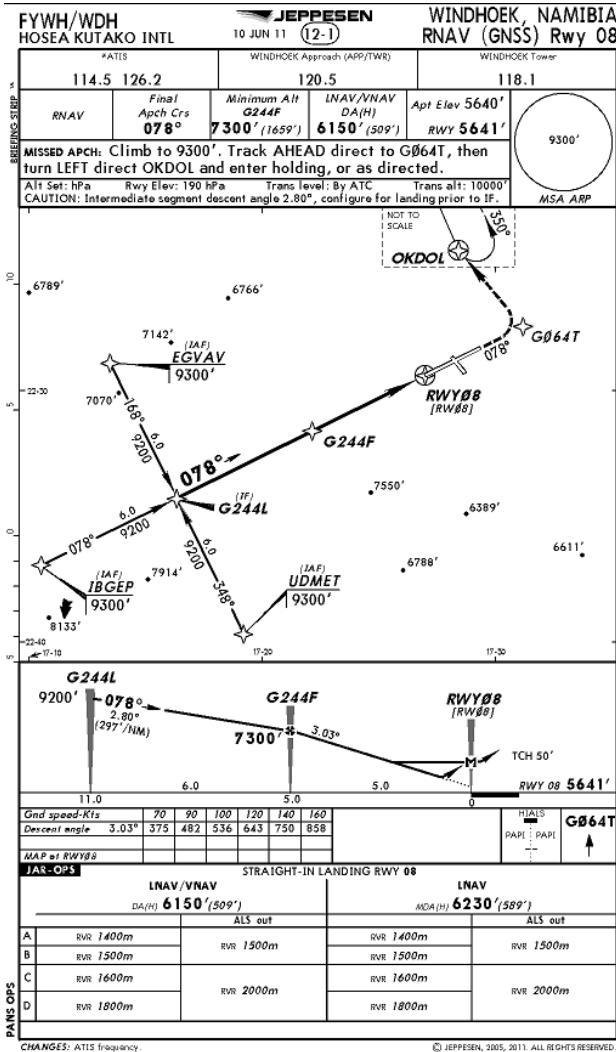 FYWH/WDH
HOSEA KUTAKO INTL
JEPPESEN
10 JUN 11 (12-1)
WINDHOEK, NAMIBIA
RNAV (GNSS) Rwy 08
*ATIS
114.5 126.2
WINDHOEK Approach (APP/TWR)
120.5
WINDHOEK Tower
118.1
BRIEFING STRIP
RNAV
Final
Apch Crs
078°
Minimum Alt
G244F
7300' (1659')
LNAV/VNAV
DA(H)
6150' (509')
Apt Elev 5640'
RWY 5641'
MISSED APCH: Climb to 9300'. Track AHEAD direct to GØ64T, then
turn LEFT direct OKDOL and enter holding, or as directed.
Alt Set: hPa Rwy Elev: 190 hPa Trans level: By ATC Trans alt: 10000'
CAUTION: Intermediate segment descent angle 2.80°, configure for landing prior to IF.
9300'
MSA ARP
NOT TO
SCALE
350°
OKDOL
6789'
6766'
7142'
(IAF)
EGVAV
9300'
GØ64T
078°
RWYØ8
[RWØ8]
22-30
7070'
168°
6.0
9200
G244F
078°
(IF)
G244L
7550'
6389'
6611'
6788'
078°
6.0
9200
6.0
9200
348°
(IAF)
IBGEP
9300'
7914'
(IAF)
UDMET
9300'
8133'
22-40
17-10
17-20
17-30
10
5
0
5
G244L
9200'
078°
2.80°
(297'/NM)
G244F
7300'
3.03°
RWYØ8
[RWØ8]
M
TCH 50'
RWY 08 5641'
6.0
5.0
11.0
5.0
0
Gnd speed-Kts 70 90 100 120 140 160
Descent angle 3.03° 375 482 536 643 750 858
MAP at RWYØ8
HIALS
PAPI PAPI
GØ64T
JAR-OPS
STRAIGHT-IN LANDING RWY 08
LNAV/VNAV
DA(H) 6150' (509')
LNAV
MDA(H) 6230' (589')
ALS out
ALS out
A RVR 1400m RVR 1500m RVR 1400m RVR 1500m
B RVR 1500m RVR 1500m
C RVR 1600m RVR 2000m RVR 1600m RVR 2000m
D RVR 1800m RVR 1800m
PANS OPS
CHANGES: ATIS frequency.
© JEPPESEN, 2005, 2011. ALL RIGHTS RESERVED.